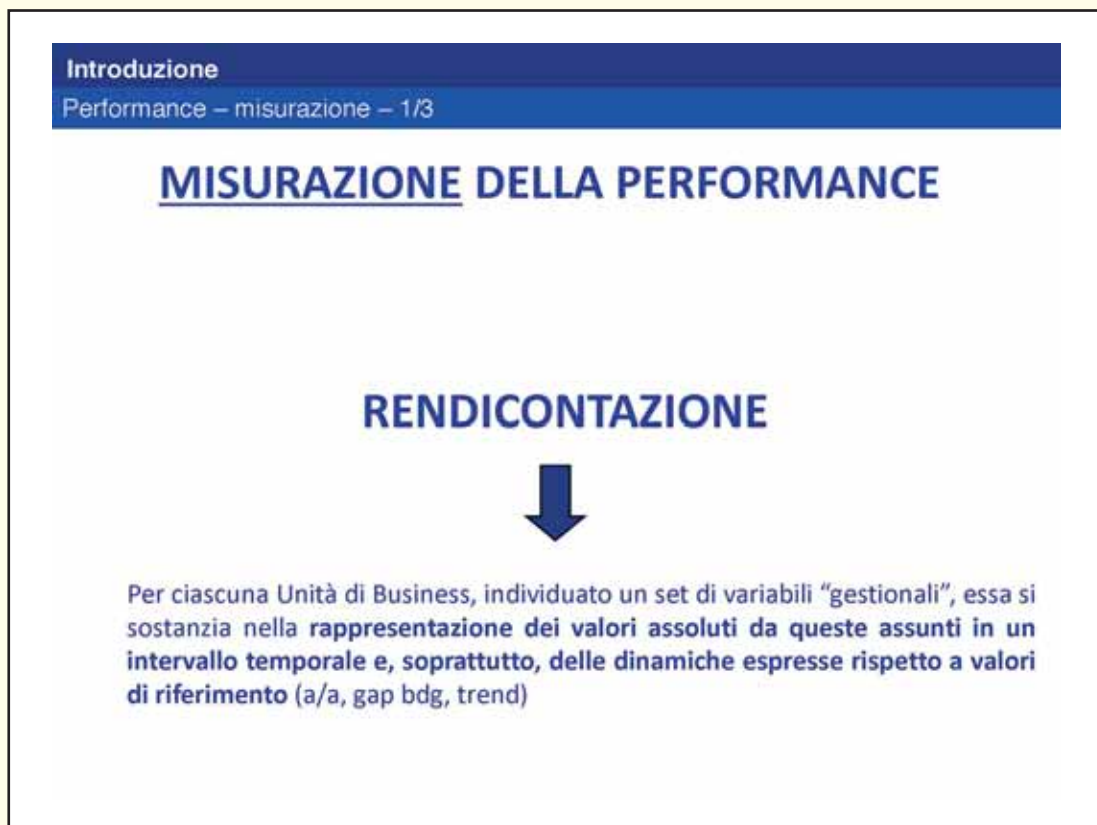 Introduzione
Performance – misurazione – 1/3
MISURAZIONE DELLA PERFORMANCE
RENDICONTAZIONE
Per ciascuna Unità di Business, individuato un set di variabili “gestionali”, essa si
sostanzia nella rappresentazione dei valori assoluti da queste assunti in un
intervallo temporale e, soprattutto, delle dinamiche espresse rispetto a valori
di riferimento (a/a, gap bdg, trend)